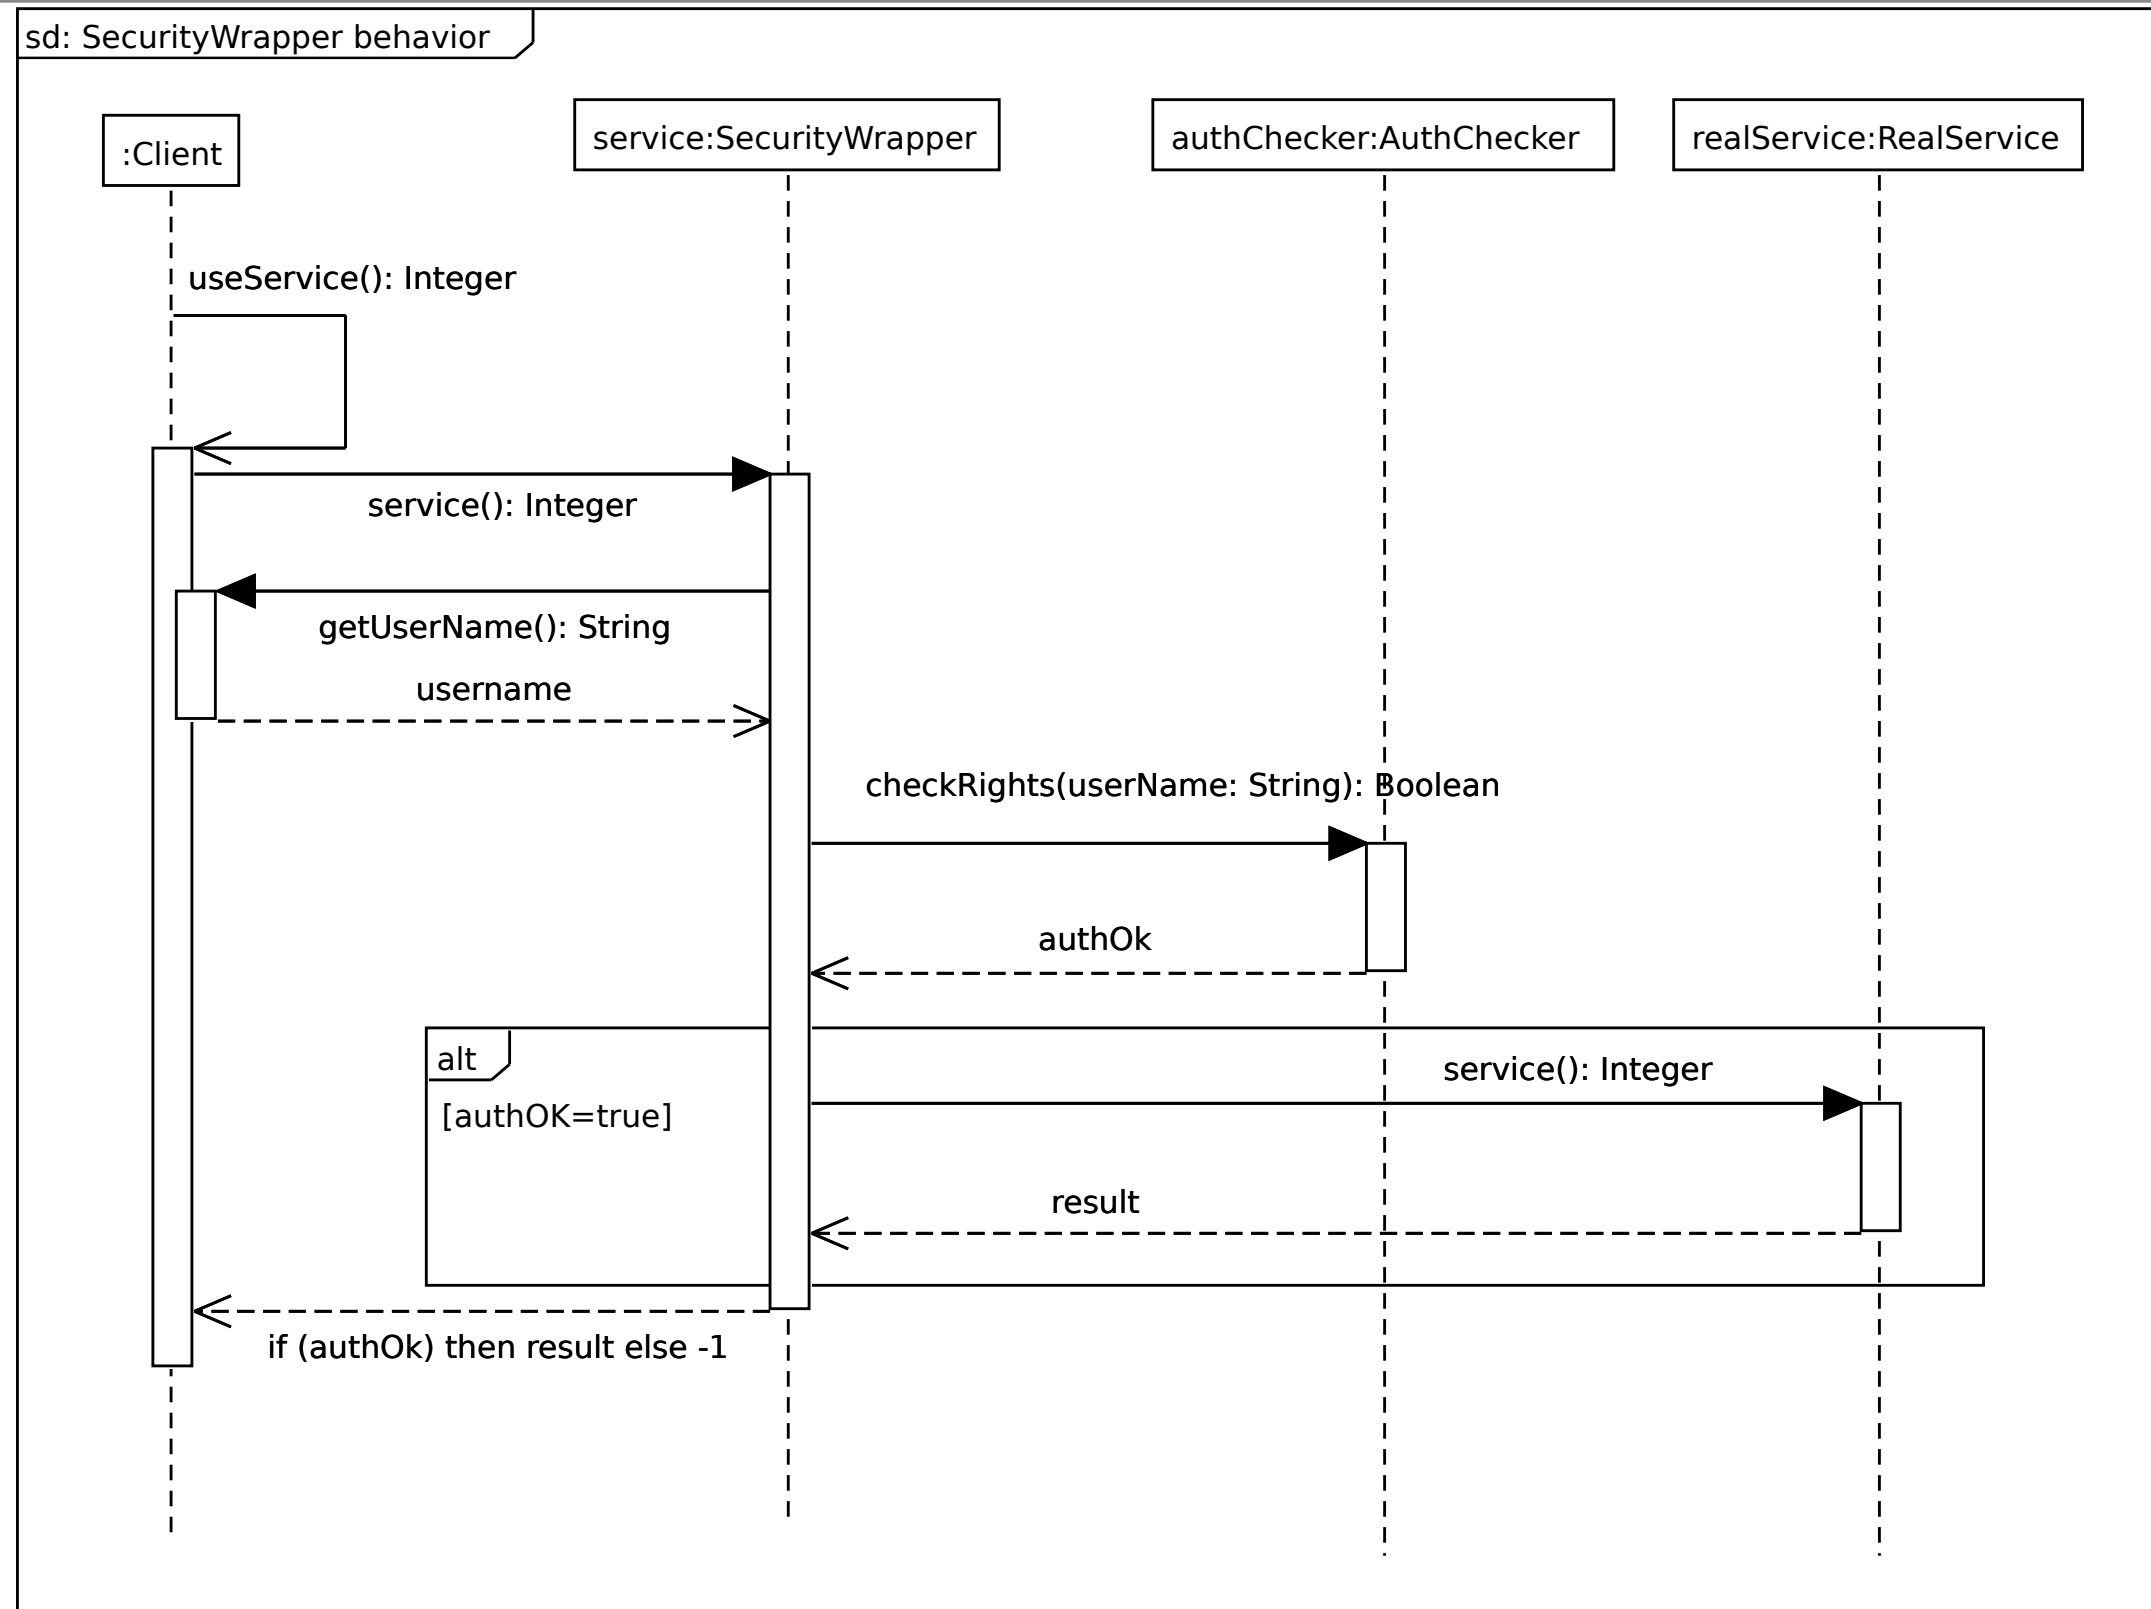 sd: SecurityWrapper behavior
:Client
service:SecurityWrapper
authChecker:AuthChecker
realService:RealService
useService(): Integer
service(): Integer
getUserName(): String
username
checkRights(userName: String): Boolean
authOk
alt
service(): Integer
[authOK=true]
result
if (authOk) then result else -1